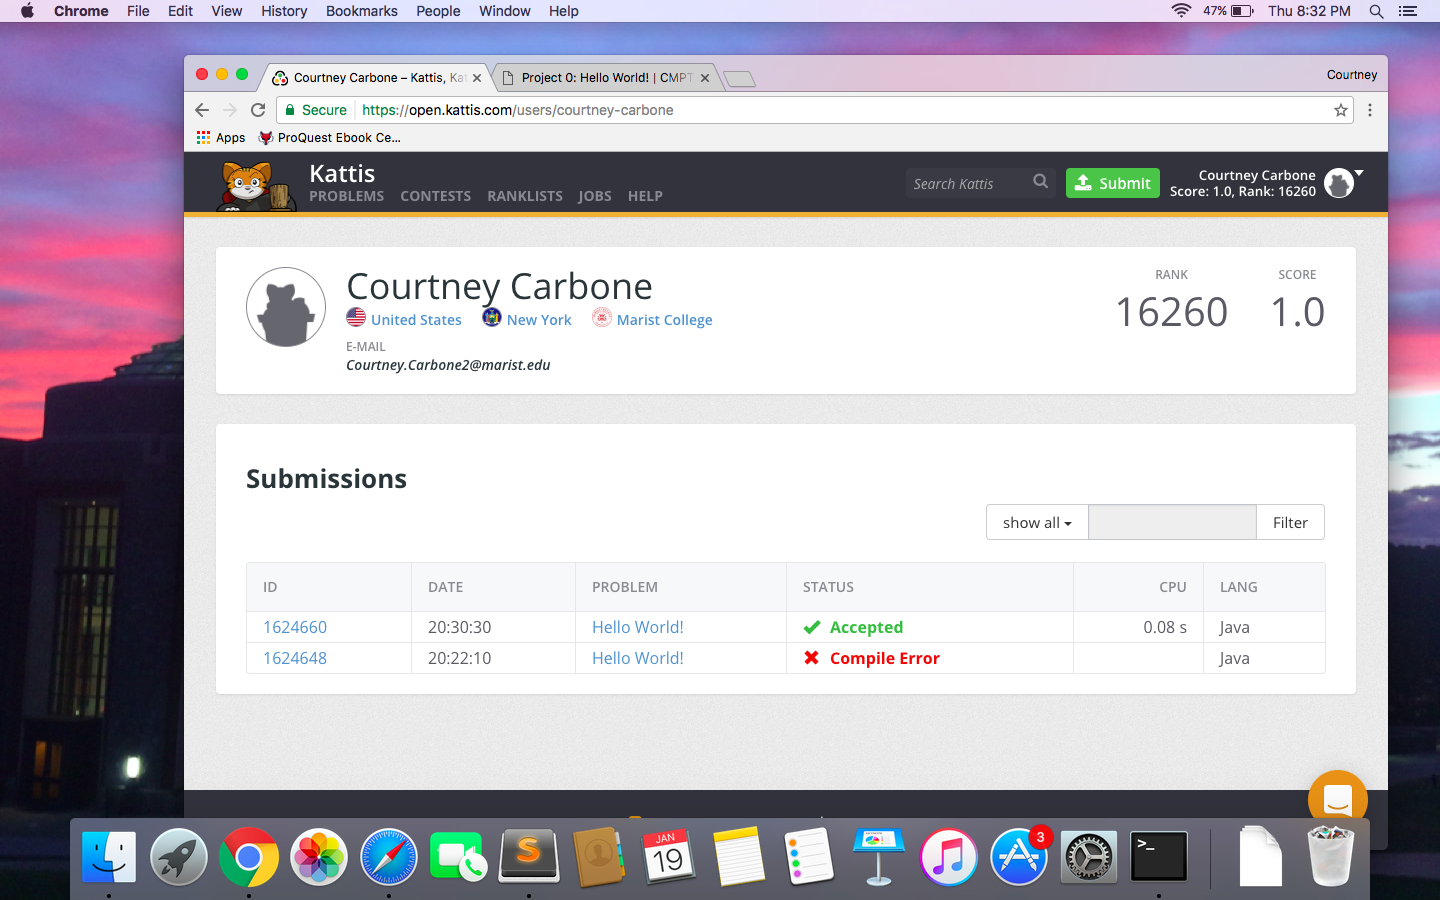 Chrome File Edit View History Bookmarks People Window Help 47% Thu 8:32 PM
Courtney Carbone – Kattis, Ka Project 0: Hello World! | CMPT Courtney
Secure https://open.kattis.com/users/courtney-carbone
Apps ProQuest Ebook Ce...
Kattis
PROBLEMS CONTESTS RANKLISTS JOBS HELP
Search Kattis
Submit
Courtney Carbone
Score: 1.0, Rank: 16260
Courtney Carbone
United States New York Marist College
E-MAIL
Courtney.Carbone2@marist.edu
RANK SCORE
16260 1.0
Submissions
show all Filter
ID DATE PROBLEM STATUS CPU LANG
1624660 20:30:30 Hello World! Accepted 0.08 s Java
1624648 20:22:10 Hello World! Compile Error Java
S
JAN
19
3
>_